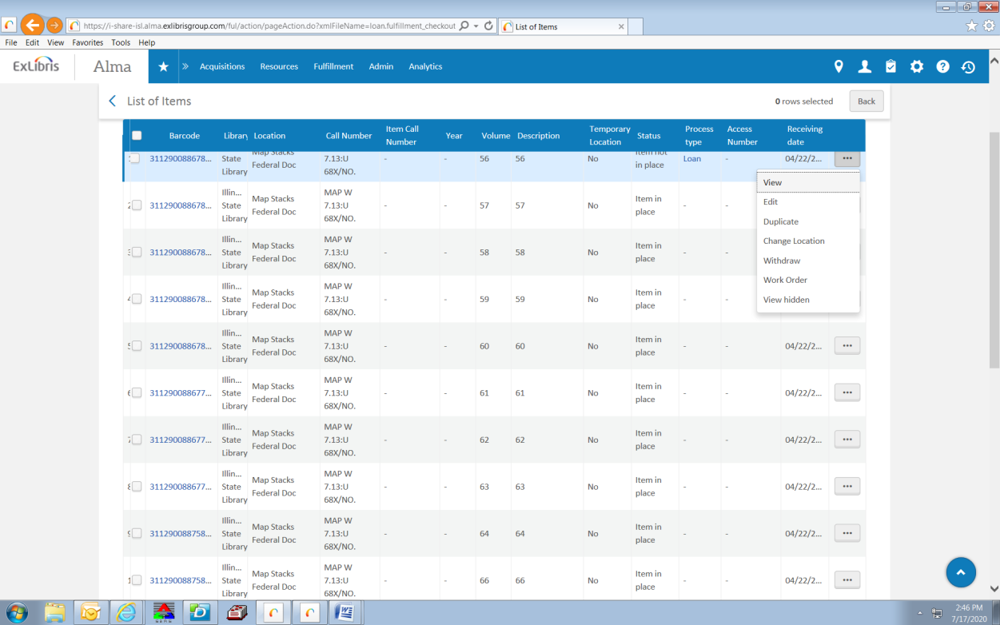 https://i-share-isl.alma.exlibrisgroup.com/ful/action/pageAction.do?xmlFileName=loan.fulfillment_checkout
List of Items
File Edit View Favorites Tools Help
ExLibris Alma Acquisitions Resources Fulfillment Admin Analytics
List of Items 0 rows selected Back
Barcode Library Location Call Number Item Call Number Year Volume Description Temporary Location Status Process type Access Number Receiving date
311290088678... State Library Map Stacks Federal Doc 7.13:U 68X/NO. - - 56 56 No Item not in place Loan - 04/22/2... ...
View
Edit
Duplicate
Change Location
Withdraw
Work Order
View hidden
2 311290088678... Illin... State Library Map Stacks Federal Doc MAP W 7.13:U 68X/NO. - - 57 57 No Item in place - -
3 311290088678... Illin... State Library Map Stacks Federal Doc MAP W 7.13:U 68X/NO. - - 58 58 No Item in place - -
4 311290088678... Illin... State Library Map Stacks Federal Doc MAP W 7.13:U 68X/NO. - - 59 59 No Item in place - -
5 311290088678... Illin... State Library Map Stacks Federal Doc MAP W 7.13:U 68X/NO. - - 60 60 No Item in place - - 04/22/2... ...
6 311290088677... Illin... State Library Map Stacks Federal Doc MAP W 7.13:U 68X/NO. - - 61 61 No Item in place - - 04/22/2... ...
7 311290088677... Illin... State Library Map Stacks Federal Doc MAP W 7.13:U 68X/NO. - - 62 62 No Item in place - - 04/22/2... ...
8 311290088677... Illin... State Library Map Stacks Federal Doc MAP W 7.13:U 68X/NO. - - 63 63 No Item in place - - 04/22/2... ...
9 311290088758... Illin... State Library Map Stacks Federal Doc MAP W 7.13:U 68X/NO. - - 64 64 No Item in place - - 04/22/2... ...
1 311290088758... Illin... State Library Map Stacks Federal Doc MAP W 7.13:U 68X/NO. - - 66 66 No Item in place - - 04/22/2... ...
2:46 PM
7/17/2020